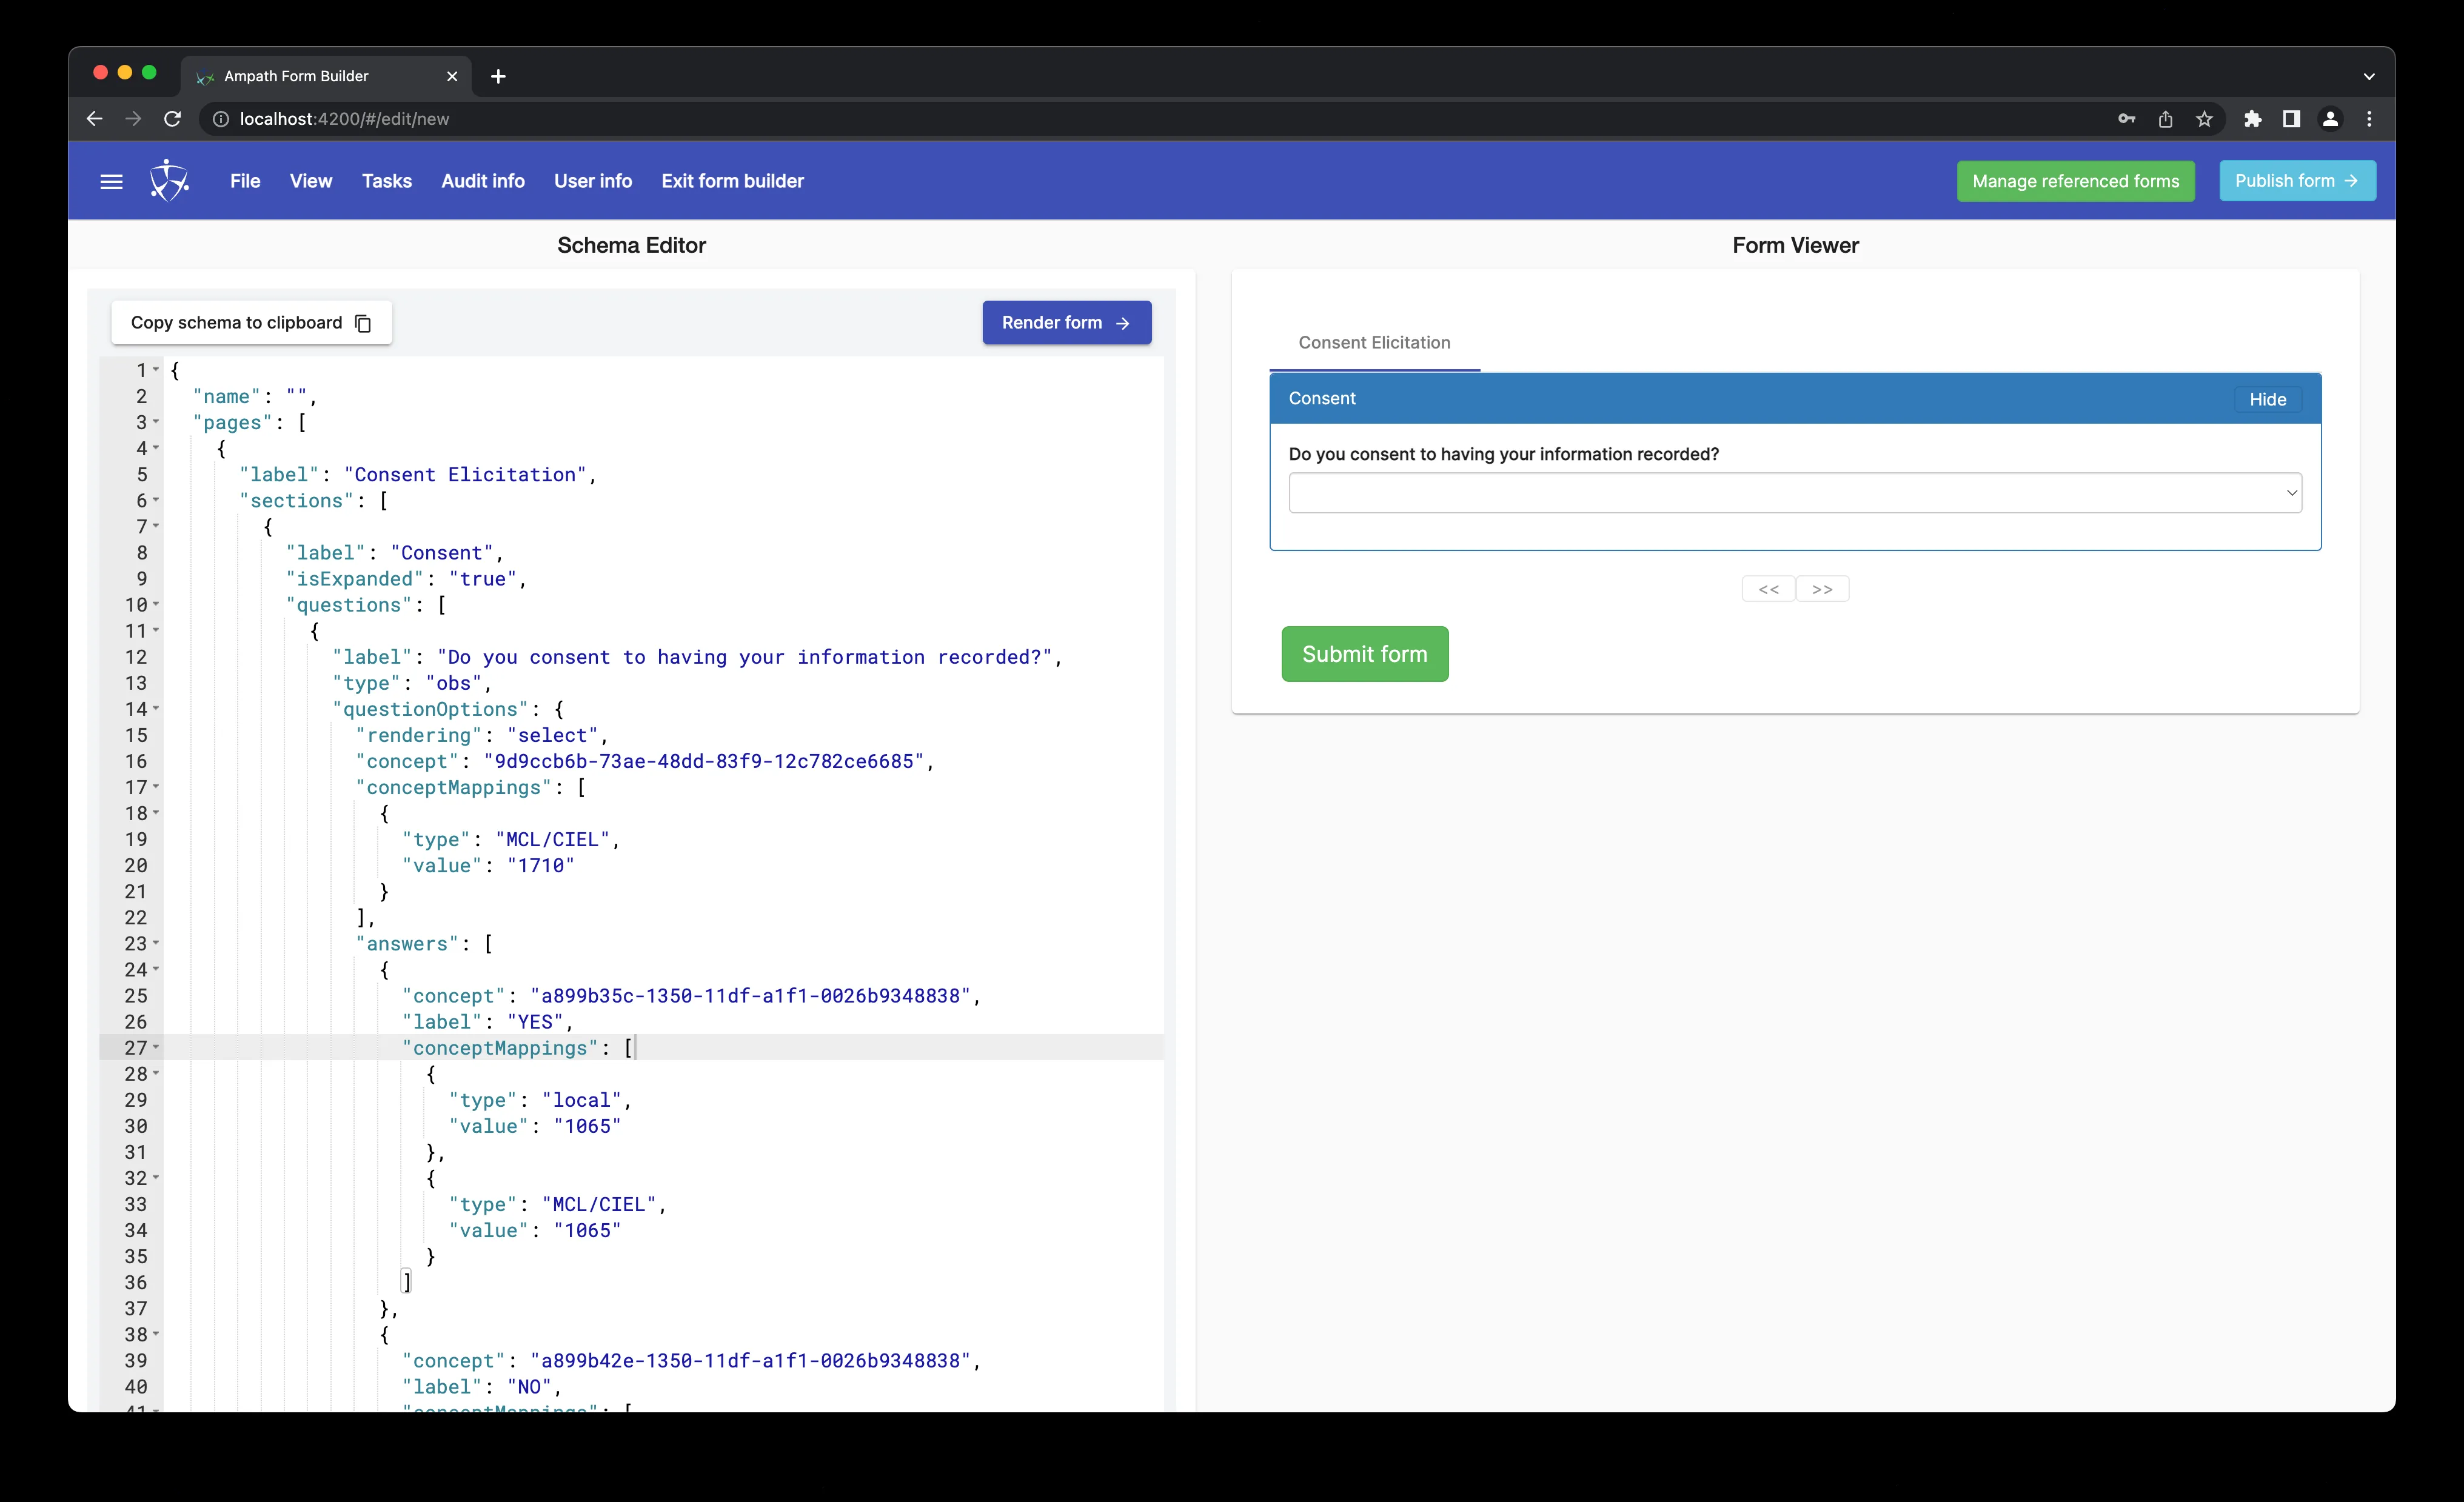 Ampath Form Builder
localhost:4200/#/edit/new
File View Tasks Audit info User info Exit form builder Manage referenced forms Publish form →
Schema Editor
Copy schema to clipboard Render form →
1 {
2 "name": "",
3 "pages": [
4 {
5 "label": "Consent Elicitation",
6 "sections": [
7 {
8 "label": "Consent",
9 "isExpanded": "true",
10 "questions": [
11 {
12 "label": "Do you consent to having your information recorded?",
13 "type": "obs",
14 "questionOptions": {
15 "rendering": "select",
16 "concept": "9d9ccb6b-73ae-48dd-83f9-12c782ce6685",
17 "conceptMappings": [
18 {
19 "type": "MCL/CIEL",
20 "value": "1710"
21 }
22 ],
23 "answers": [
24 {
25 "concept": "a899b35c-1350-11df-a1f1-0026b9348838",
26 "label": "YES",
27 "conceptMappings": [
28 {
29 "type": "local",
30 "value": "1065"
31 },
32 {
33 "type": "MCL/CIEL",
34 "value": "1065"
35 }
36 ]
37 },
38 {
39 "concept": "a899b42e-1350-11df-a1f1-0026b9348838",
40 "label": "NO",
41 "conceptMappings": [
Form Viewer
Consent Elicitation
Consent Hide
Do you consent to having your information recorded?
<< >>
Submit form